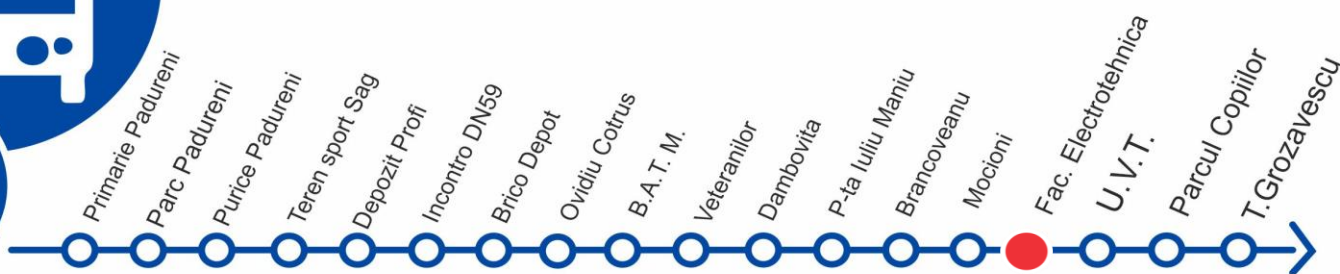 Primarie Padureni
Parc Padureni
Purice Padureni
Teren sport Sag
Depozit Profi
Incontro DN59
Brico Depot
Ovidiu Cotrus
B.A.T. M.
Veteranilor
Dambovita
P-ta Iuliu Maniu
Brancoveanu
Mocioni
Fac. Electrotehnica
U.V.T.
Parcul Copiilor
T.Grozavescu